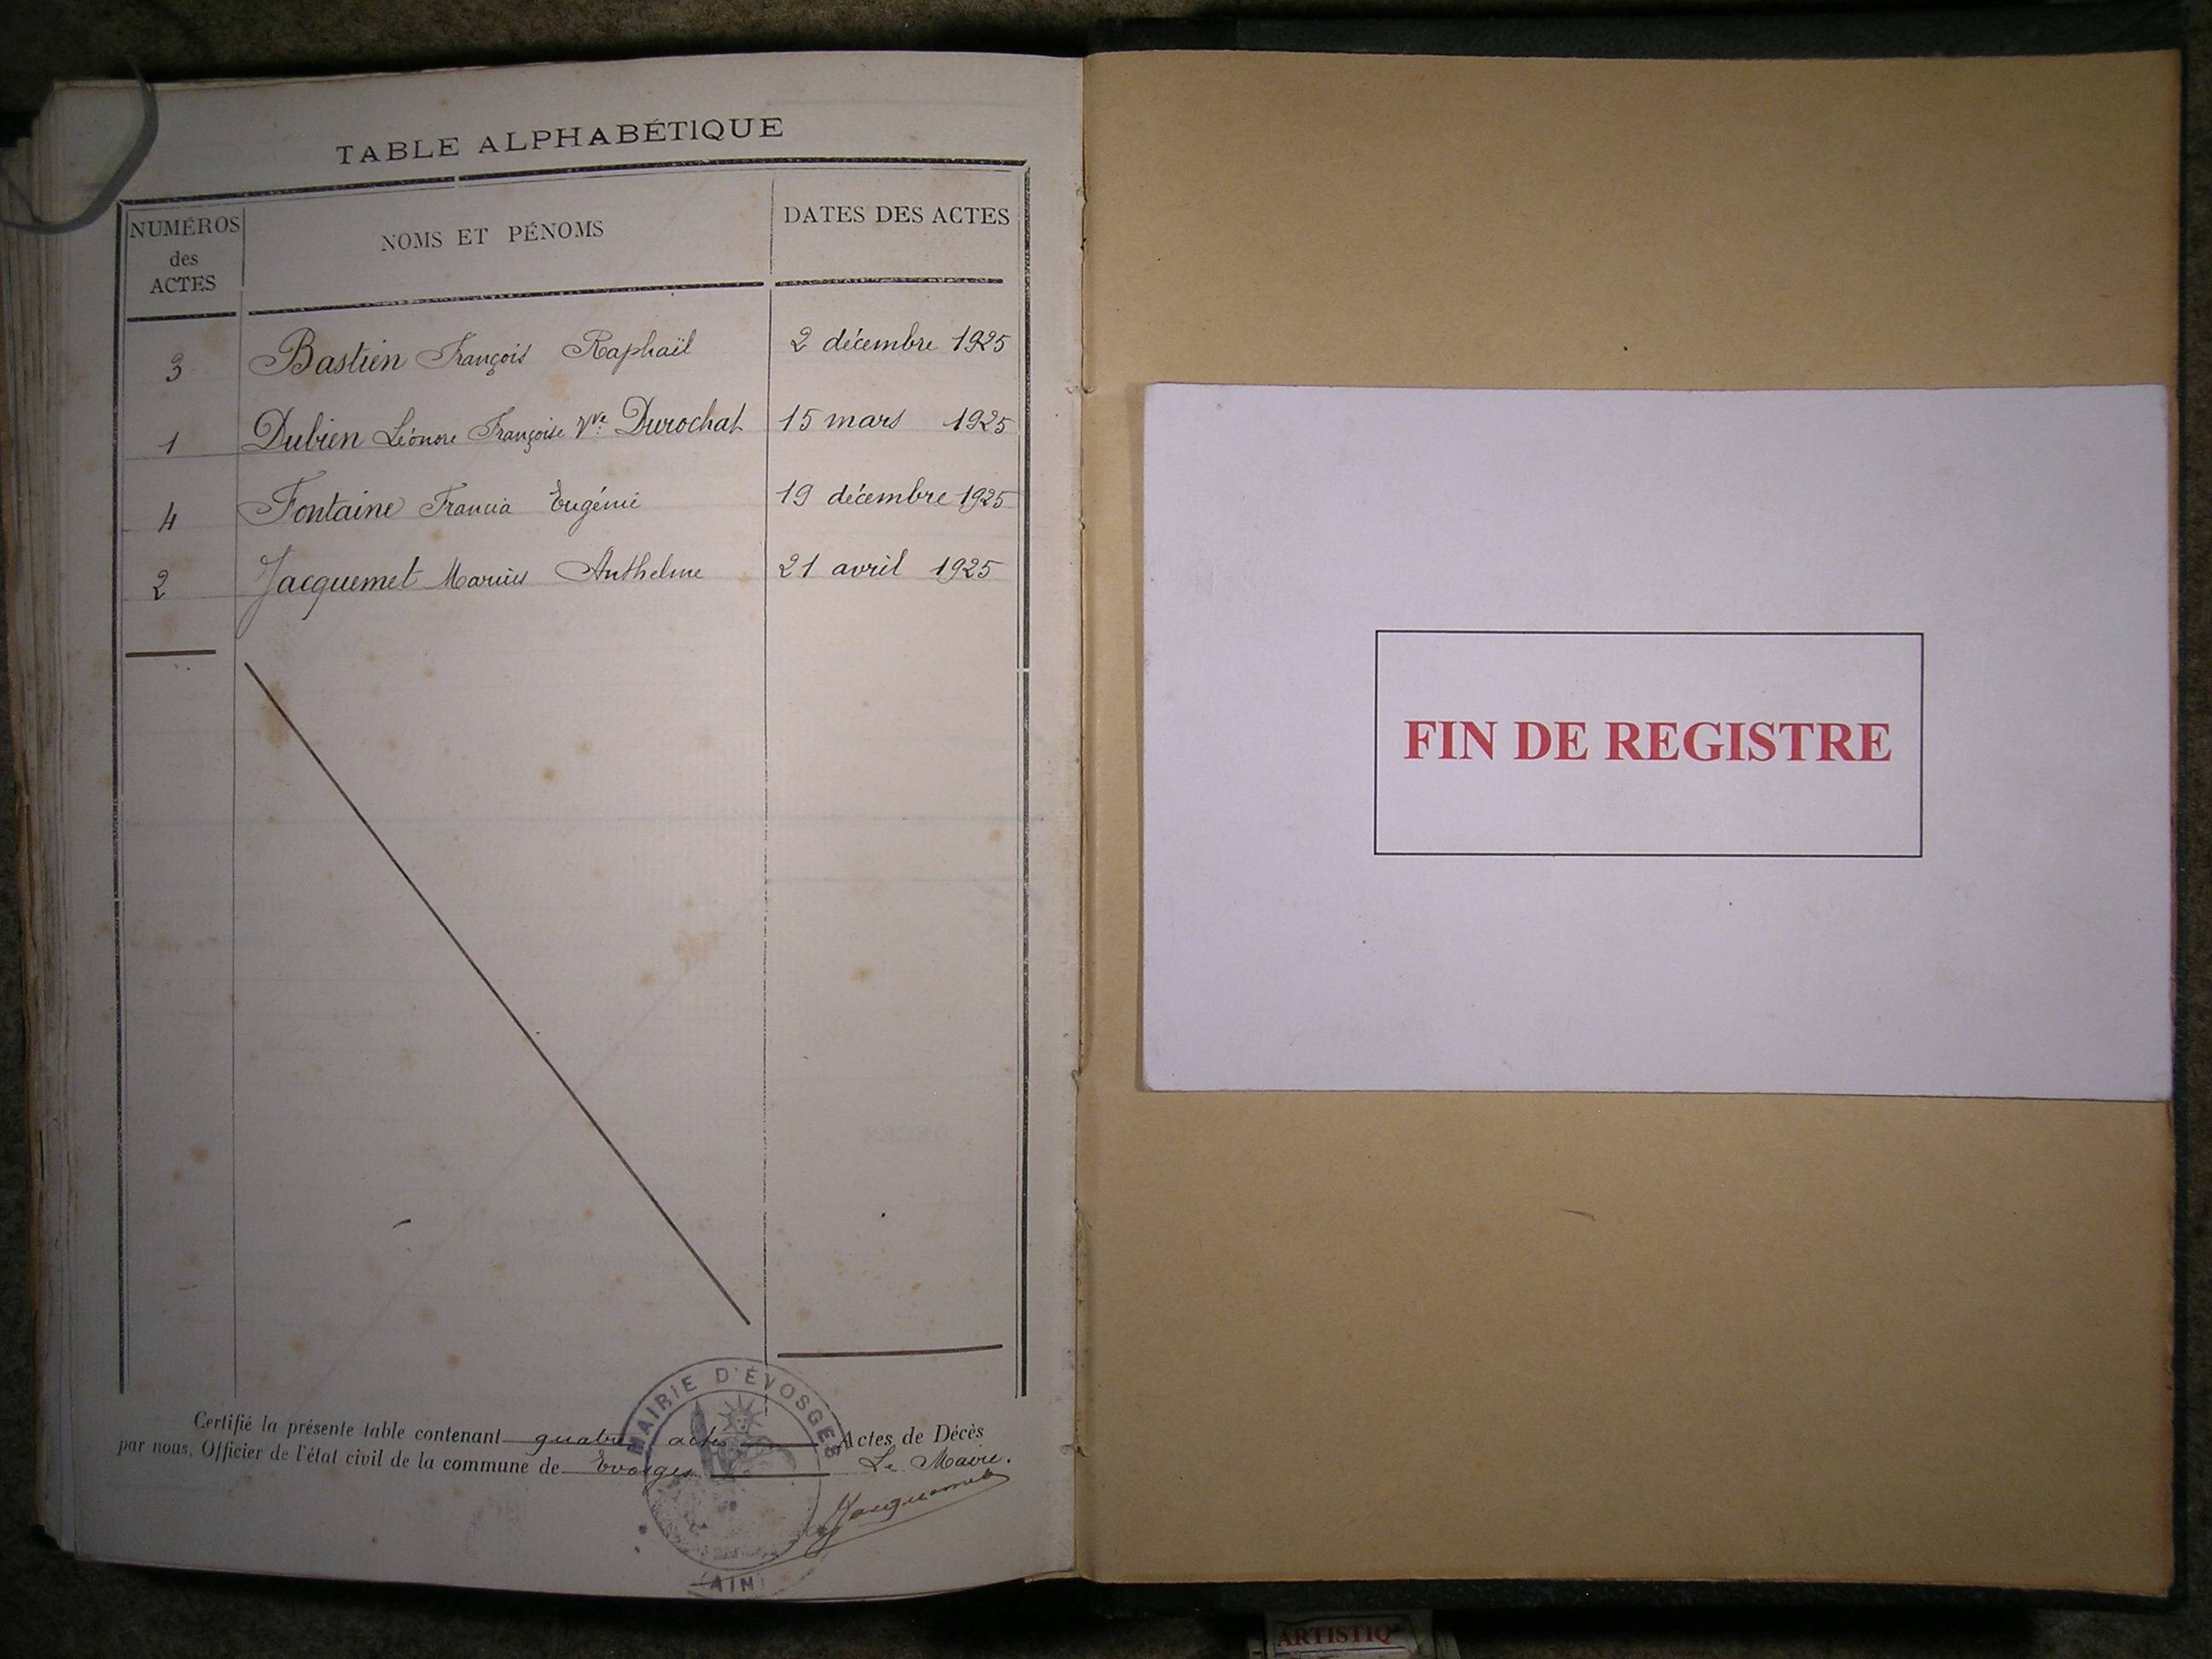 TABLE ALPHABÉTIQUE
NUMÉROS
des
ACTES
NOMS ET PÉNOMS
DATES DES ACTES
3 Bastien François Raphaël 2 décembre 1925
1 Dubien Léonore Françoise Vve Durochat 15 mars 1925
4 Fontaine Francia Eugénie 19 décembre 1925
2 Jacquemet Marius Anthelme 21 avril 1925
Certifié la présente table contenant quatre actes Actes de Décès
par nous, Officier de l'état civil de la commune de Evosges Le Maire.
Jacquemet
MAIRIE D'ÉVOSGES
(AIN)
FIN DE REGISTRE
ARTISTIQ